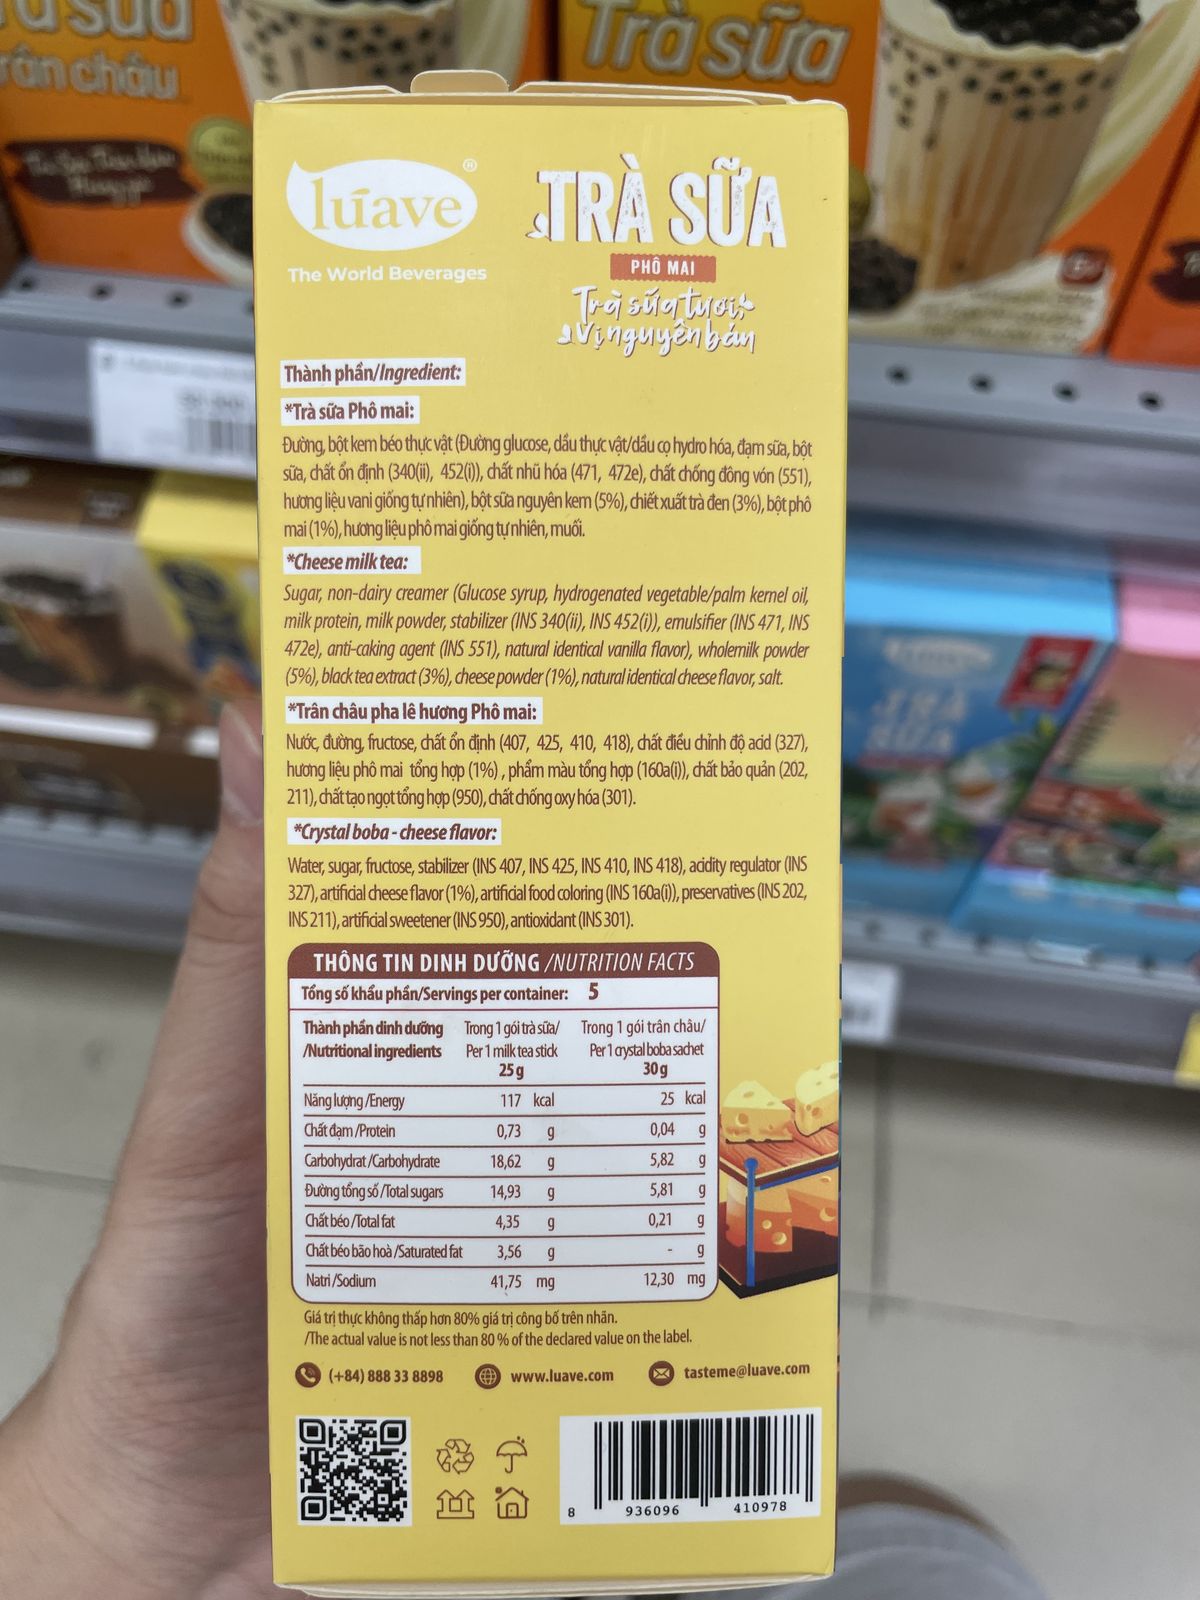 Trà sữa
trân châu
Trà sữa
lúave®
The World Beverages
TRÀ SỮA
PHÔ MAI
Trà sữa tươi,
Vị nguyên bản
Thành phần/Ingredient:
*Trà sữa Phô mai:
Đường, bột kem béo thực vật (Đường glucose, dầu thực vật/dầu cọ hydro hóa, đạm sữa, bột
sữa, chất ổn định (340(ii), 452(i)), chất nhũ hóa (471, 472e), chất chống đông vón (551),
hương liệu vani giống tự nhiên), bột sữa nguyên kem (5%), chiết xuất trà đen (3%), bột phô
mai (1%), hương liệu phô mai giống tự nhiên, muối.
*Cheese milk tea:
Sugar, non-dairy creamer (Glucose syrup, hydrogenated vegetable/palm kernel oil,
milk protein, milk powder, stabilizer (INS 340(ii), INS 452(i)), emulsifier (INS 471, INS
472e), anti-caking agent (INS 551), natural identical vanilla flavor), wholemilk powder
(5%), black tea extract (3%), cheese powder (1%), natural identical cheese flavor, salt.
*Trân châu pha lê hương Phô mai:
Nước, đường, fructose, chất ổn định (407, 425, 410, 418), chất điều chỉnh độ acid (327),
hương liệu phô mai tổng hợp (1%) , phẩm màu tổng hợp (160a(i)), chất bảo quản (202,
211), chất tạo ngọt tổng hợp (950), chất chống oxy hóa (301).
*Crystal boba - cheese flavor:
Water, sugar, fructose, stabilizer (INS 407, INS 425, INS 410, INS 418), acidity regulator (INS
327), artificial cheese flavor (1%), artificial food coloring (INS 160a(i)), preservatives (INS 202,
INS 211), artificial sweetener (INS 950), antioxidant (INS 301).
THÔNG TIN DINH DƯỠNG /NUTRITION FACTS
Tổng số khẩu phần/Servings per container: 5
Thành phần dinh dưỡng Trong 1 gói trà sữa/ Trong 1 gói trân châu/
/Nutritional ingredients Per 1 milk tea stick Per 1 crystal boba sachet
25 g 30 g
Năng lượng /Energy 117 kcal 25 kcal
Chất đạm /Protein 0,73 g 0,04 g
Carbohydrat /Carbohydrate 18,62 g 5,82 g
Đường tổng số /Total sugars 14,93 g 5,81 g
Chất béo /Total fat 4,35 g 0,21 g
Chất béo bão hoà /Saturated fat 3,56 g - g
Natri /Sodium 41,75 mg 12,30 mg
Giá trị thực không thấp hơn 80% giá trị công bố trên nhãn.
/The actual value is not less than 80 % of the declared value on the label.
(+84) 888 33 8898 www.luave.com tasteme@luave.com
8 936096 410978
TRÀ
SỮA